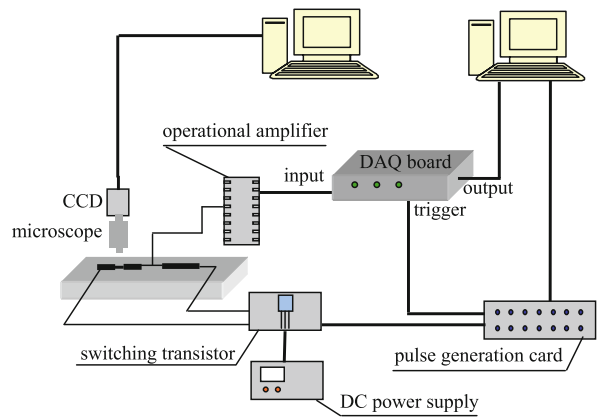 operational amplifier
DAQ board
input
output
CCD
trigger
microscope
switching transistor
pulse generation card
DC power supply